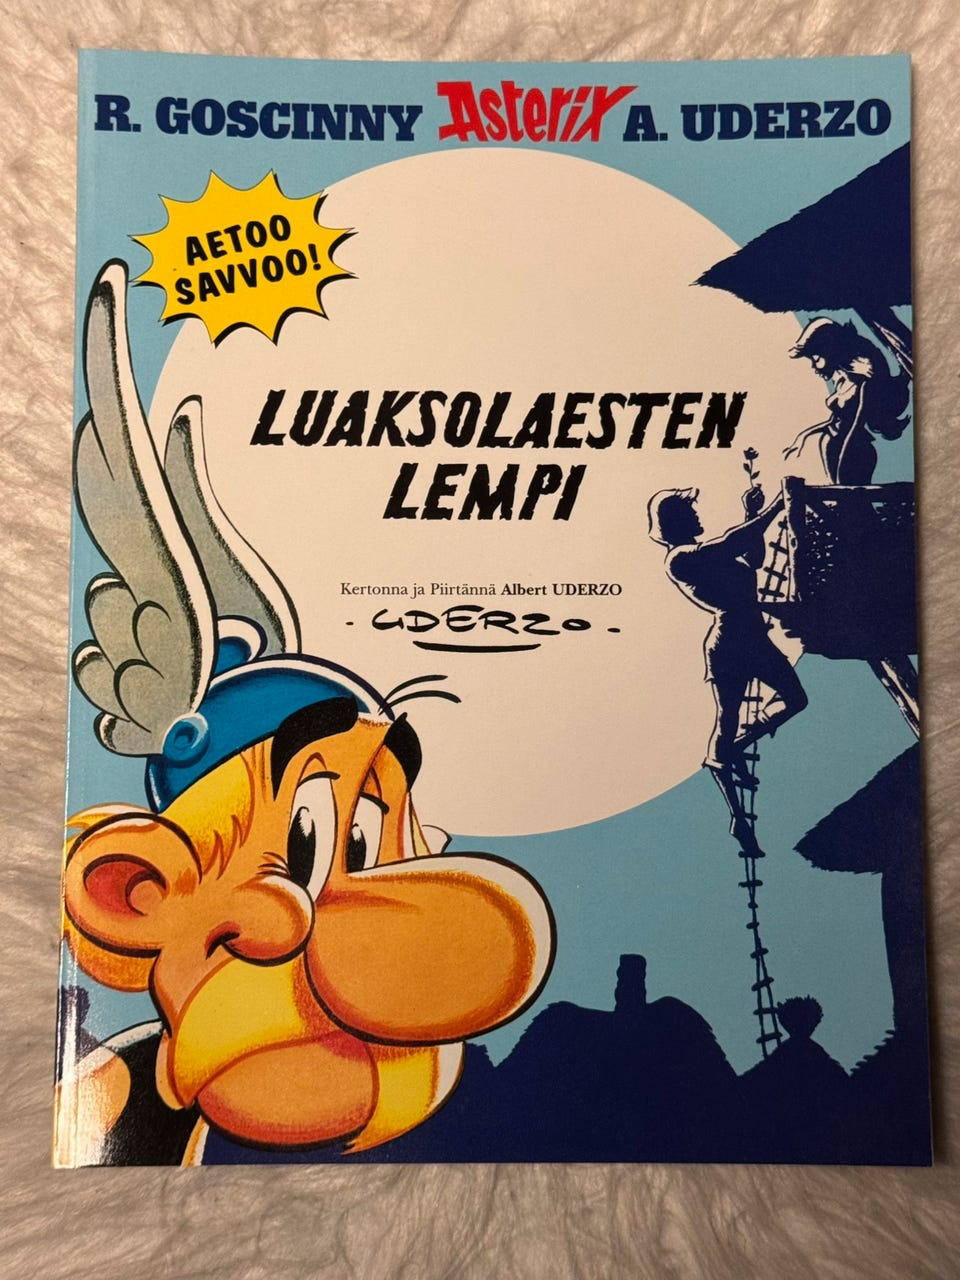 R. GOSCINNY Asterix A. UDERZO
AETOO
SAVVOO!
LUAKSOLAESTEN
LEMPI
Kertonna ja Piirtännä Albert UDERZO
· UDERZO ·